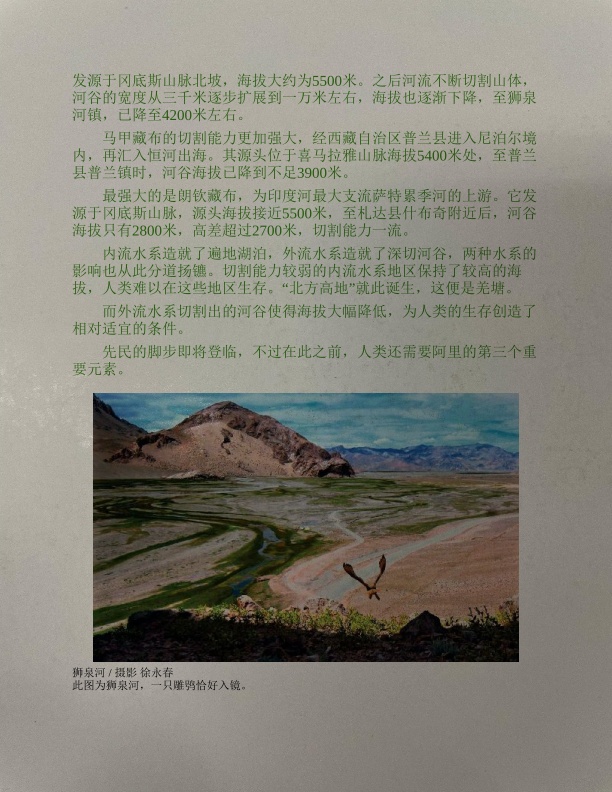 发源于冈底斯山脉北坡，海拔大约为5500米。之后河流不断切割山体，
河谷的宽度从三千米逐步扩展到一万米左右，海拔也逐渐下降，至狮泉
河镇，已降至4200米左右。
马甲藏布的切割能力更加强大，经西藏自治区普兰县进入尼泊尔境
内，再汇入恒河出海。其源头位于喜马拉雅山脉海拔5400米处，至普兰
县普兰镇时，河谷海拔已降到不足3900米。
最强大的是朗钦藏布，为印度河最大支流萨特累季河的上游。它发
源于冈底斯山脉，源头海拔接近5500米，至札达县什布奇附近后，河谷
海拔只有2800米，高差超过2700米，切割能力一流。
内流水系造就了遍地湖泊，外流水系造就了深切河谷，两种水系的
影响也从此分道扬镳。切割能力较弱的内流水系地区保持了较高的海
拔，人类难以在这些地区生存。“北方高地”就此诞生，这便是羌塘。
而外流水系切割出的河谷使得海拔大幅降低，为人类的生存创造了
相对适宜的条件。
先民的脚步即将登临，不过在此之前，人类还需要阿里的第三个重
要元素。
狮泉河 / 摄影 徐永春
此图为狮泉河，一只雕鸮恰好入镜。